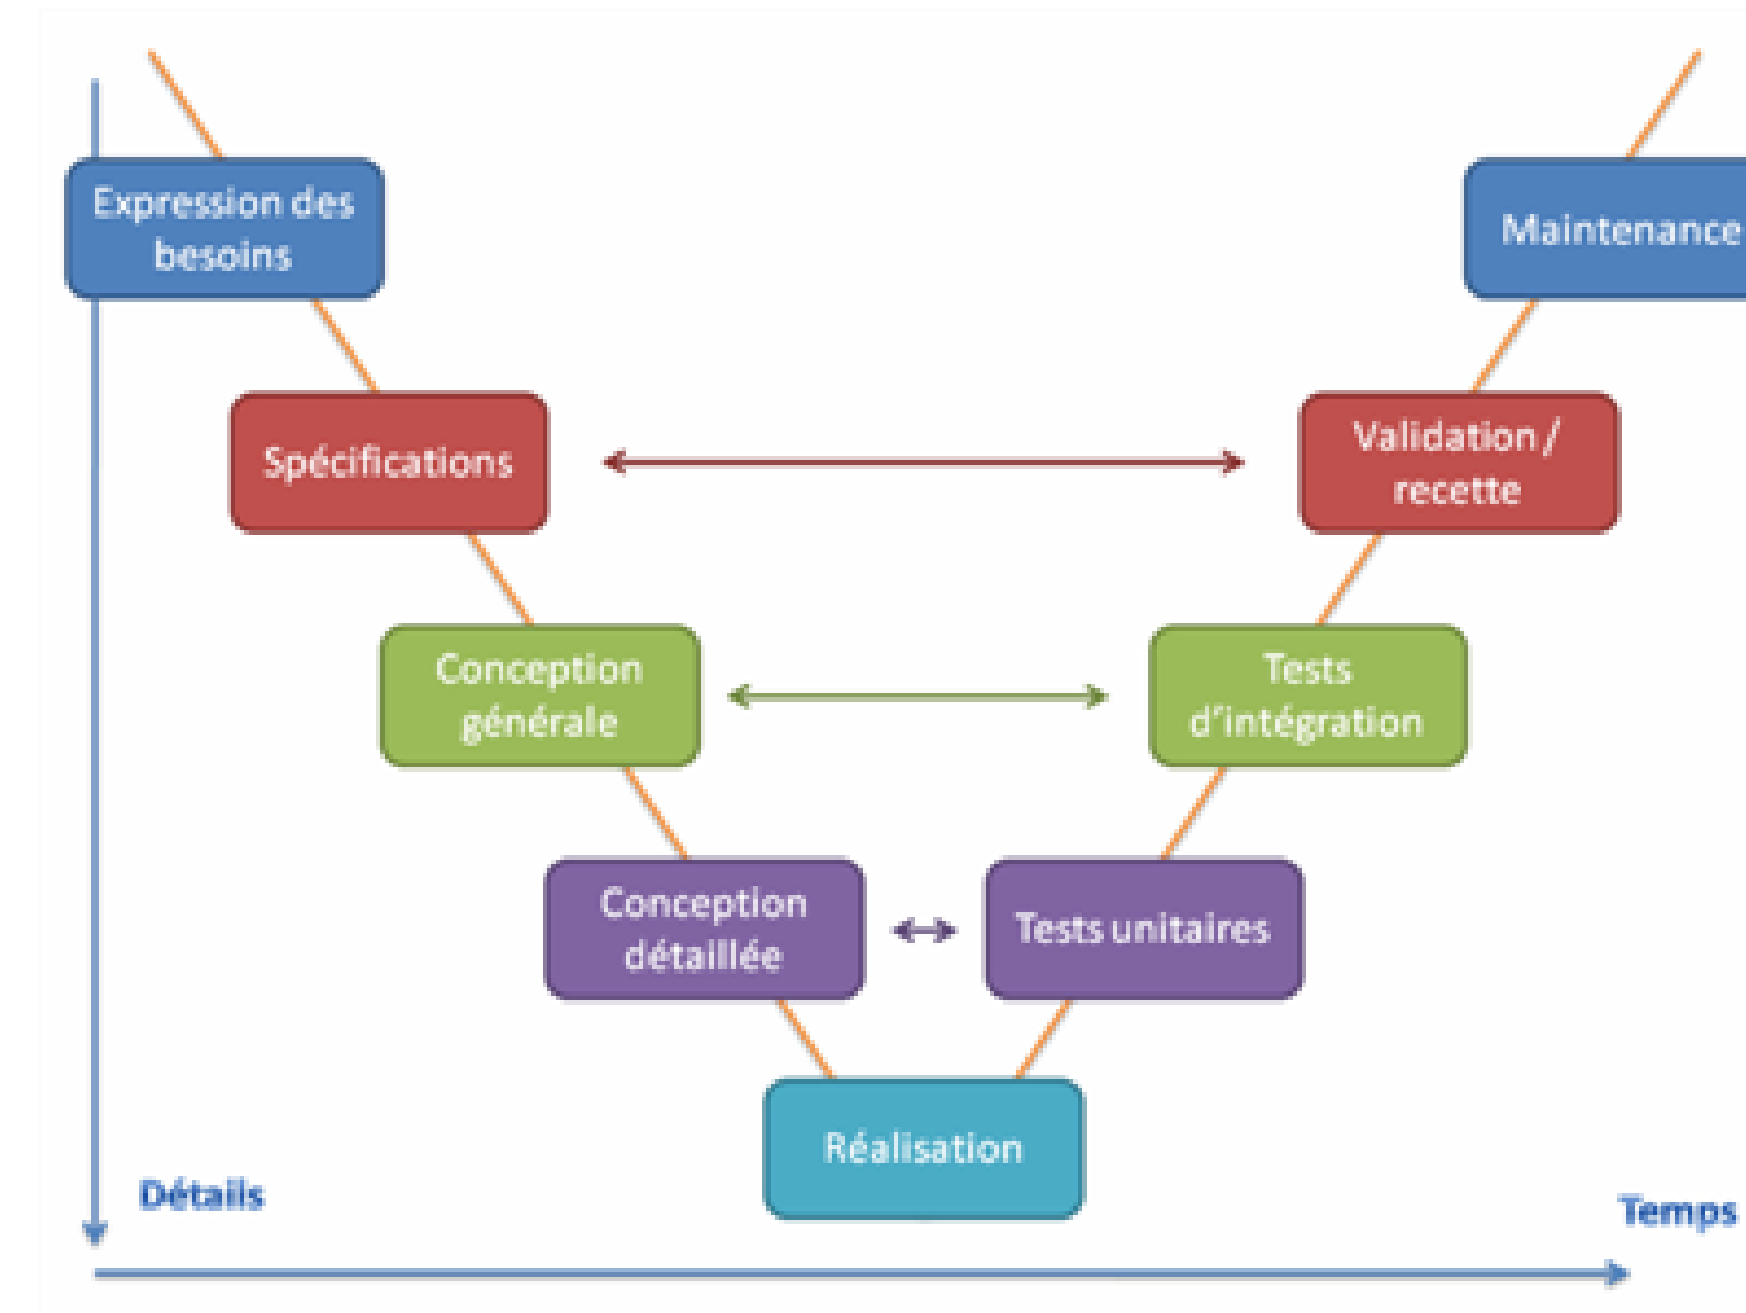 Expression des
besoins
Maintenance
Spécifications
Validation /
recette
Conception
générale
Tests
d'intégration
Conception
détaillée
Tests unitaires
Réalisation
Détails
Temps